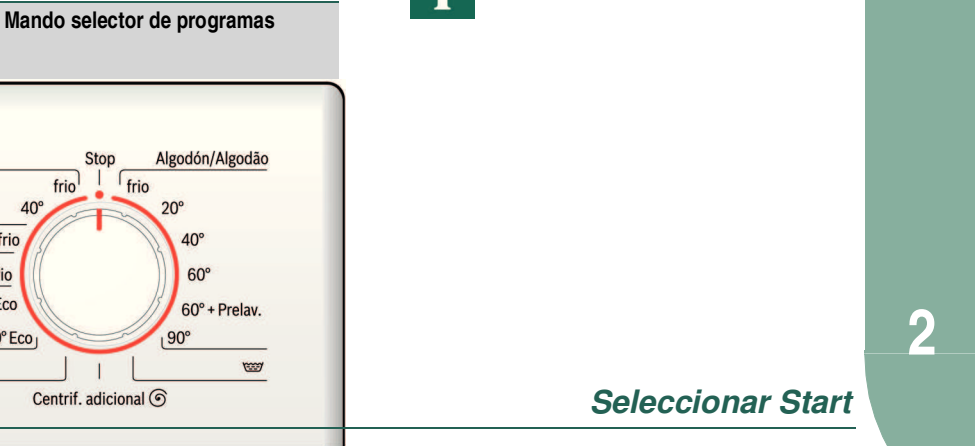 Mando selector de programas
Stop
Algodón/Algodão
frio
frio
40°
20°
40°
60°
60° + Prelav.
90°
Eco
Centrif. adicional
2
Seleccionar Start